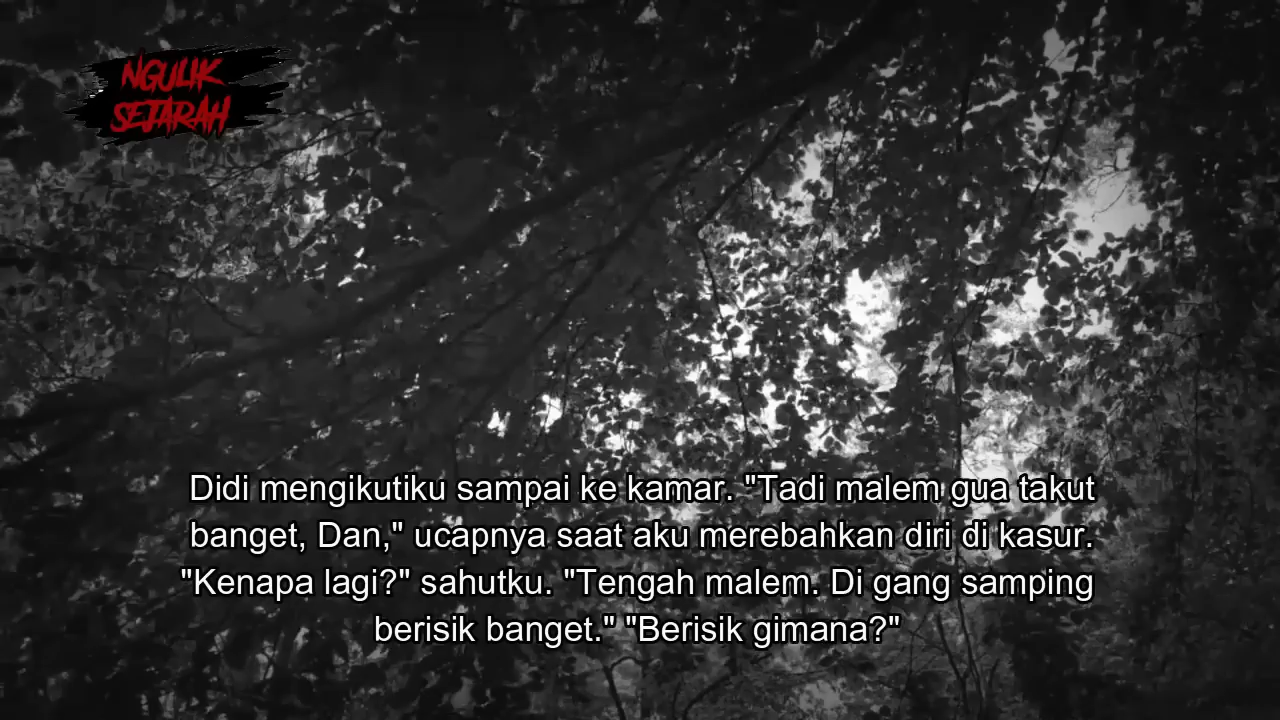 NGULIK
SEJARAH
Didi mengikutiku sampai ke kamar. "Tadi malem gua takut
banget, Dan," ucapnya saat aku merebahkan diri di kasur.
"Kenapa lagi?" sahutku. "Tengah malem. Di gang samping
berisik banget." "Berisik gimana?"